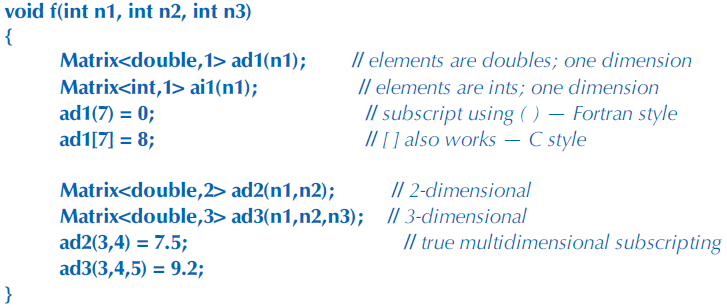 void f(int n1, int n2, int n3)
{
Matrix<double,1> ad1(n1); // elements are doubles; one dimension
Matrix<int,1> ai1(n1); // elements are ints; one dimension
ad1(7) = 0; // subscript using ( ) — Fortran style
ad1[7] = 8; // [ ] also works — C style
Matrix<double,2> ad2(n1,n2); // 2-dimensional
Matrix<double,3> ad3(n1,n2,n3); // 3-dimensional
ad2(3,4) = 7.5; // true multidimensional subscripting
ad3(3,4,5) = 9.2;
}